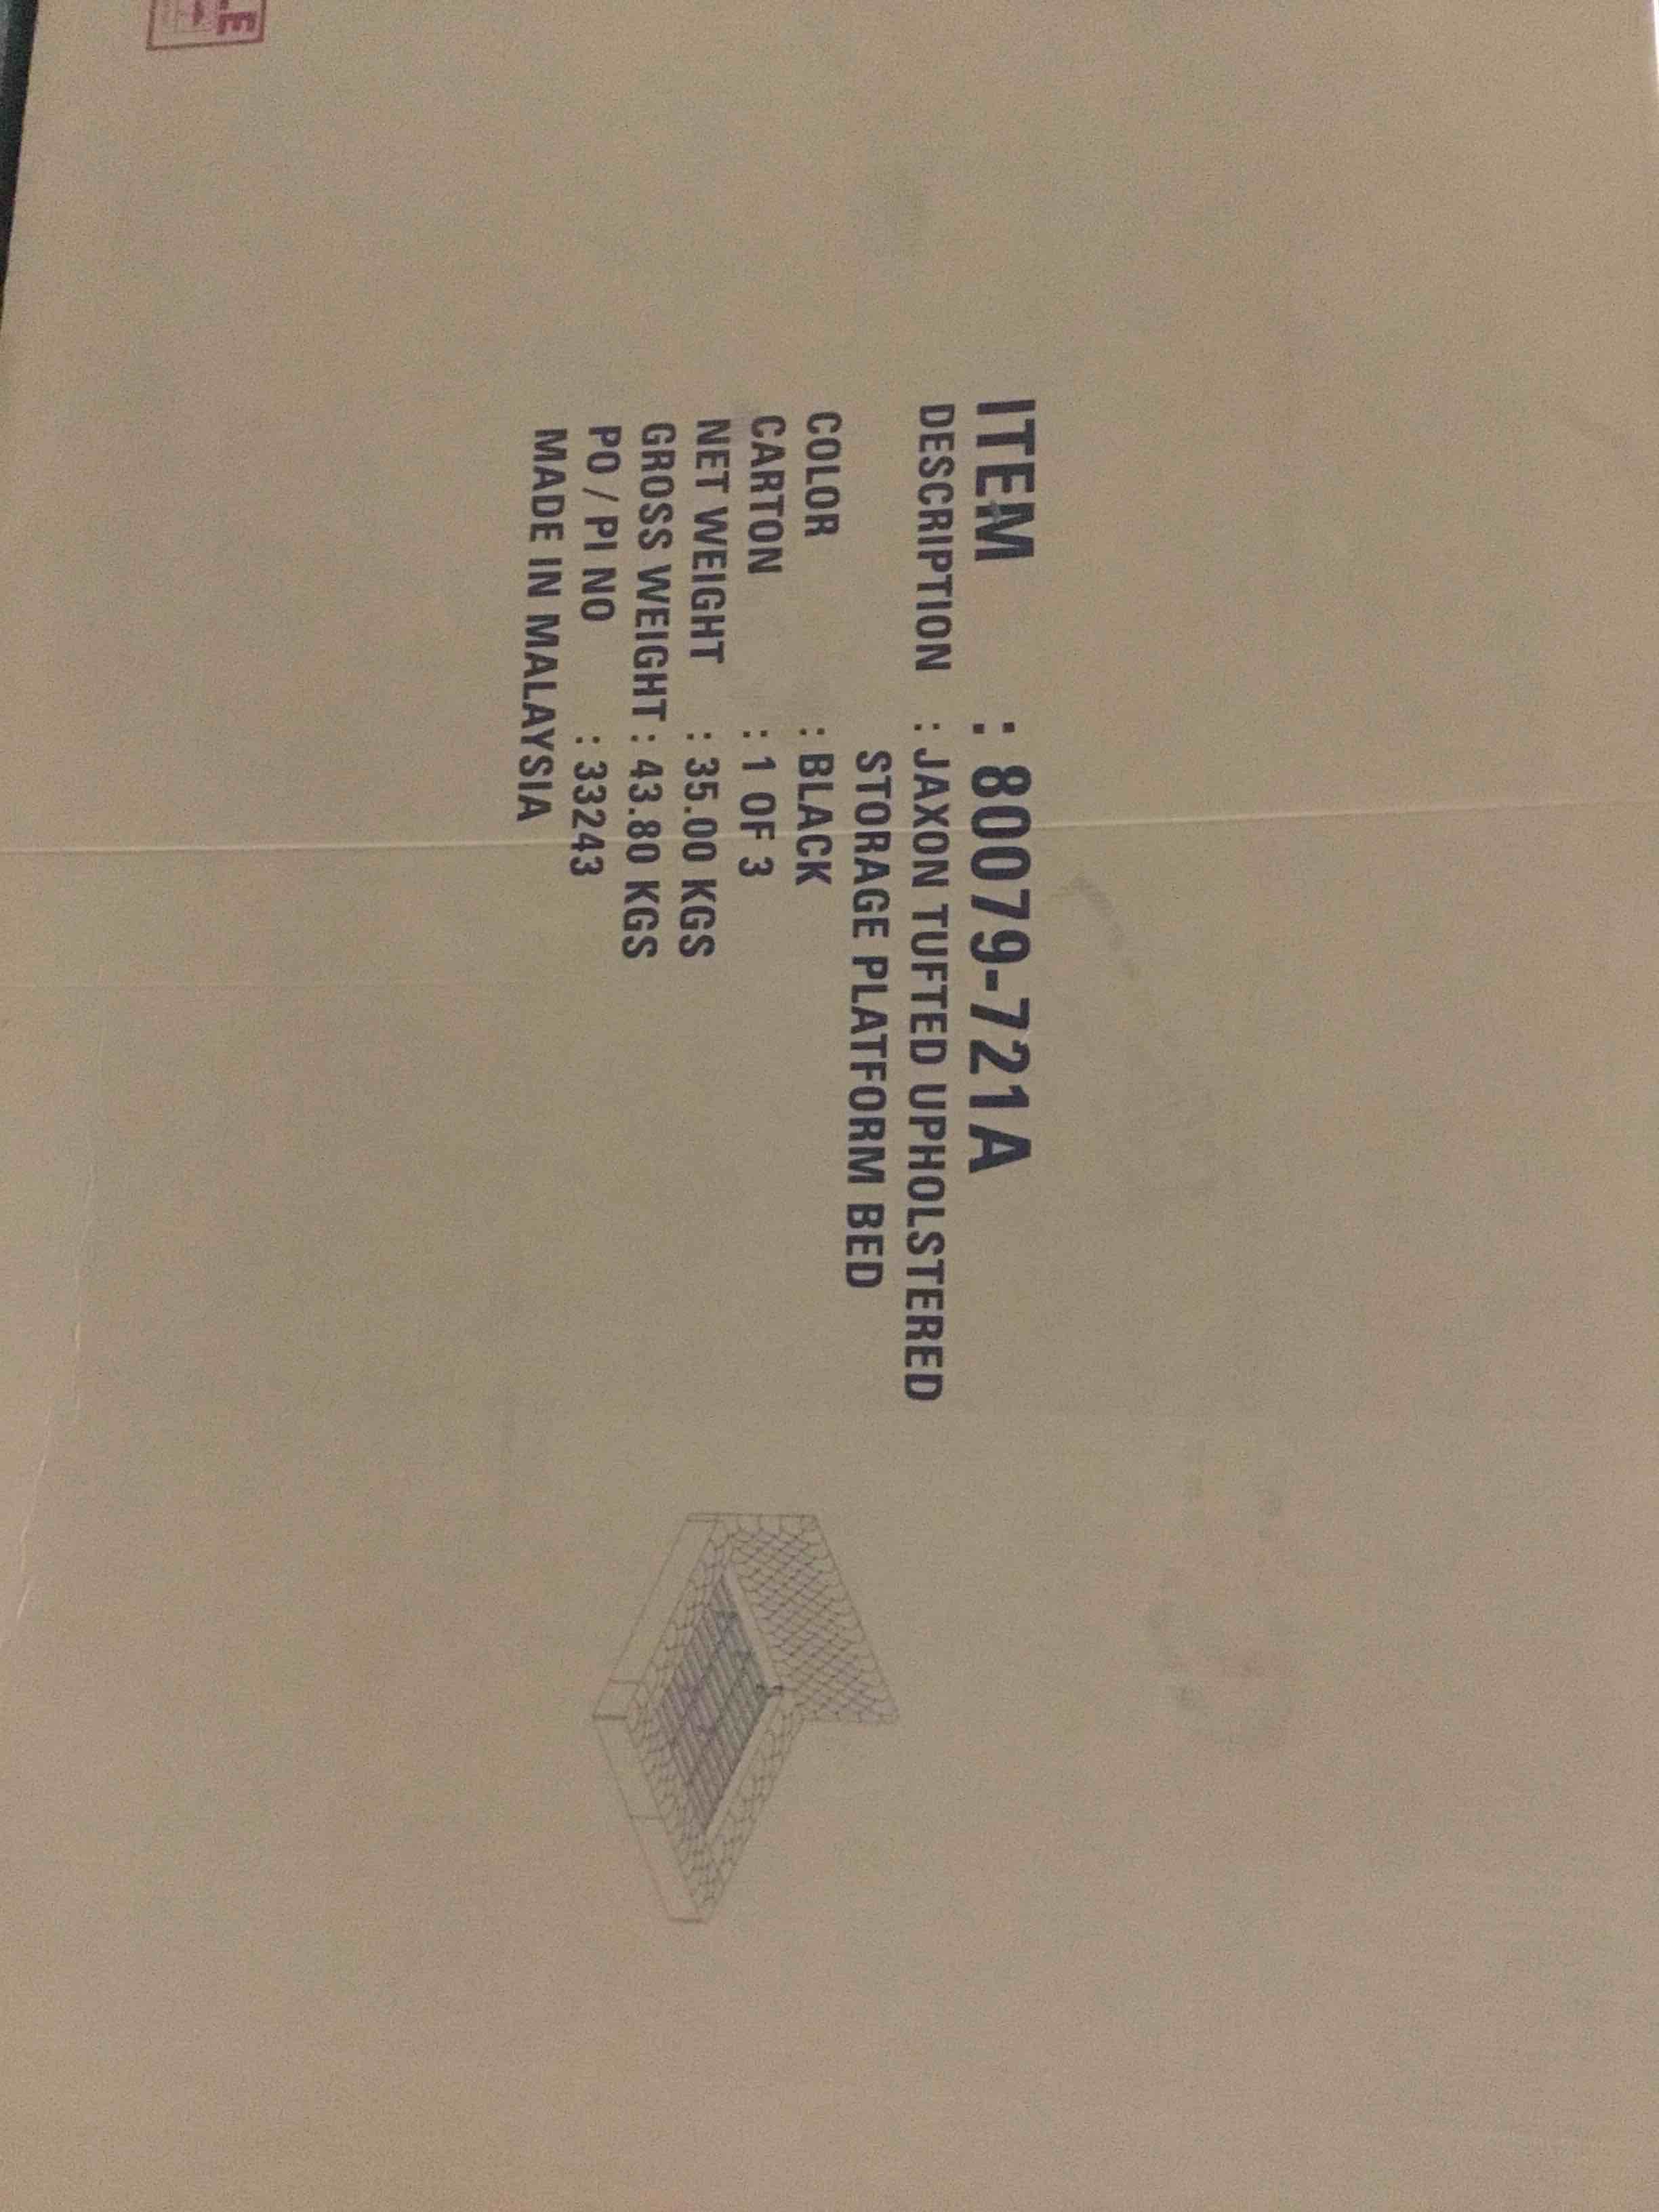 ITEM : 80079-721A
DESCRIPTION : JAXON TUFTED UPHOLSTERED
STORAGE PLATFORM BED
COLOR : BLACK
CARTON : 1 OF 3
NET WEIGHT : 35.00 KGS
GROSS WEIGHT : 43.80 KGS
PO / PI NO : 33243
MADE IN MALAYSIA